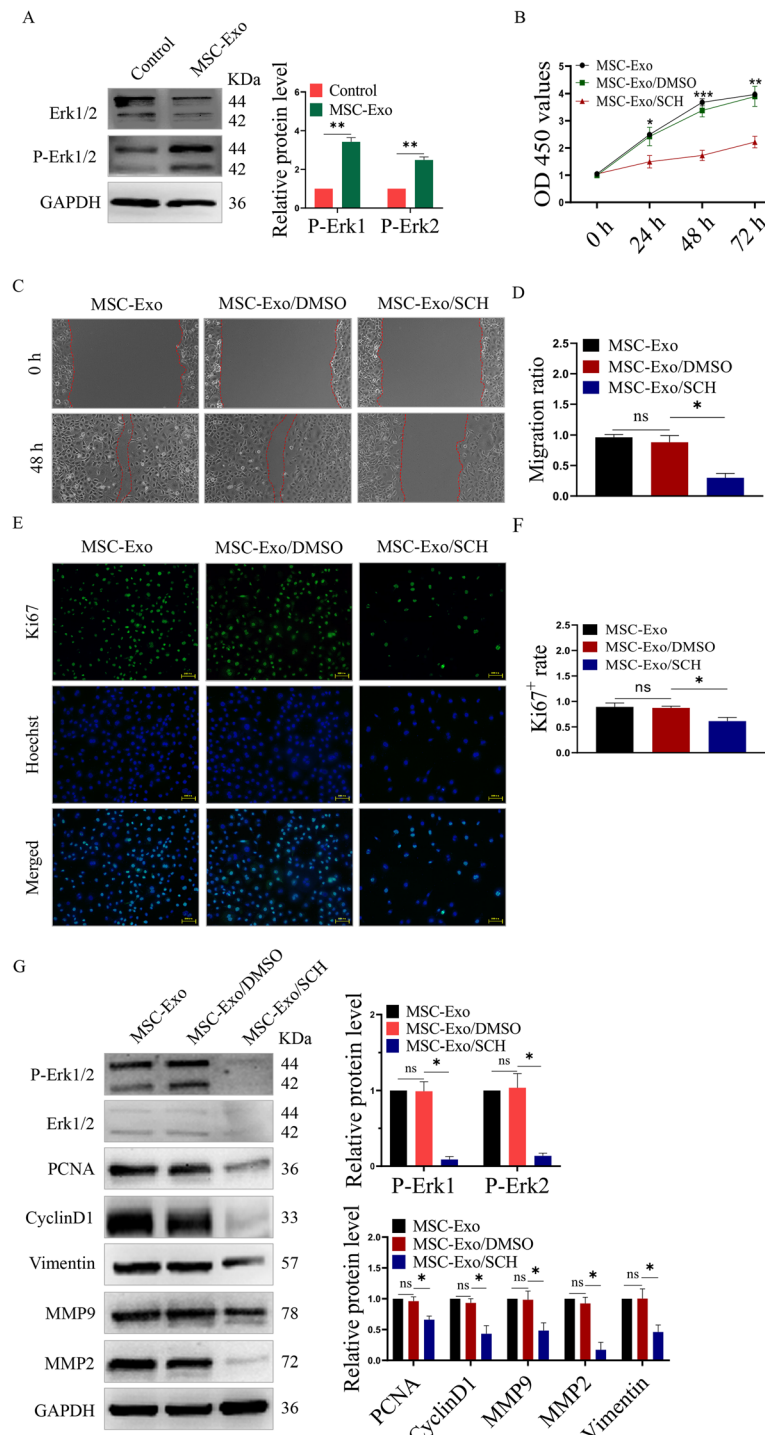 A
Control
MSC-Exo
KDa
Erk1/2
44
42
P-Erk1/2
44
42
GAPDH
36
Control
MSC-Exo
Relative protein level
6
4
2
0
**
**
P-Erk1
P-Erk2
B
MSC-Exo
MSC-Exo/DMSO
MSC-Exo/SCH
OD 450 values
5
4
3
2
1
0
*
***
**
0 h
24 h
48 h
72 h
C
MSC-Exo
MSC-Exo/DMSO
MSC-Exo/SCH
0 h
48 h
D
MSC-Exo
MSC-Exo/DMSO
MSC-Exo/SCH
Migration ratio
2.5
2.0
1.5
1.0
0.5
0.0
ns
*
E
MSC-Exo
MSC-Exo/DMSO
MSC-Exo/SCH
Ki67
Hoechst
Merged
F
MSC-Exo
MSC-Exo/DMSO
MSC-Exo/SCH
Ki67+ rate
2.5
2.0
1.5
1.0
0.5
0.0
ns
*
G
MSC-Exo
MSC-Exo/DMSO
MSC-Exo/SCH
KDa
P-Erk1/2
44
42
Erk1/2
44
42
PCNA
36
CyclinD1
33
Vimentin
57
MMP9
78
MMP2
72
GAPDH
36
MSC-Exo
MSC-Exo/DMSO
MSC-Exo/SCH
Relative protein level
2
1
0
ns
*
ns
*
P-Erk1
P-Erk2
MSC-Exo
MSC-Exo/DMSO
MSC-Exo/SCH
Relative protein level
2.0
1.5
1.0
0.5
0.0
ns
*
ns
*
ns
*
ns
*
ns
*
PCNA
CyclinD1
MMP9
MMP2
Vimentin